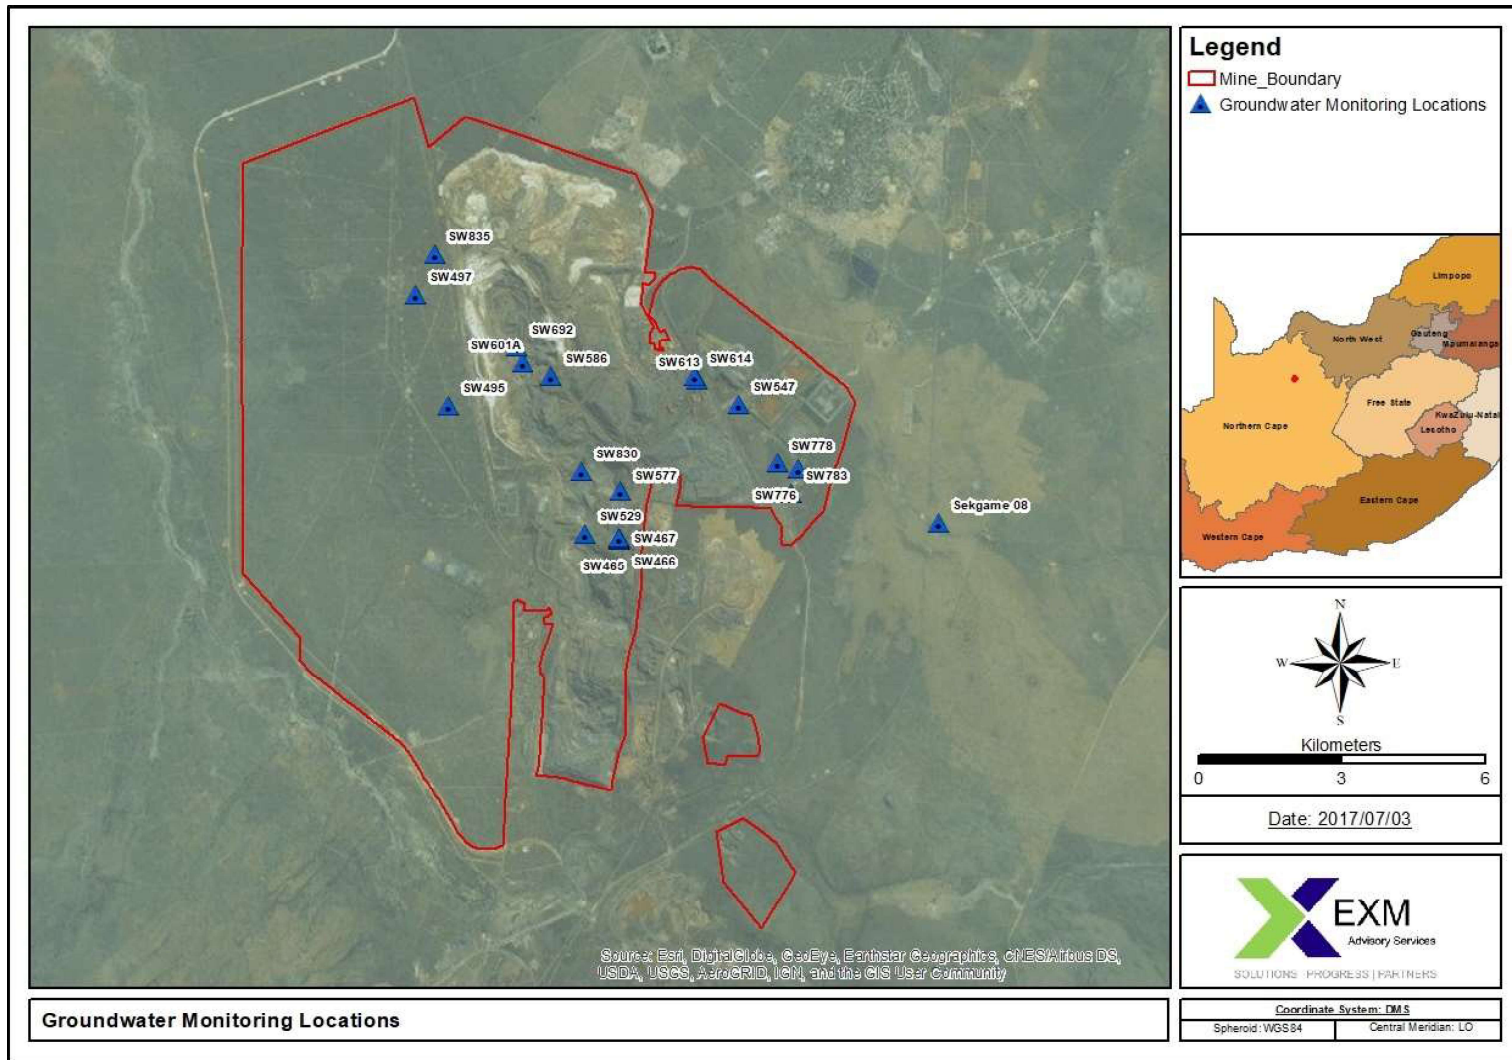 Legend
Mine_Boundary
Groundwater Monitoring Locations
SW835
SW497
SW692
SW601A
SW586
SW613
SW614
SW495
SW547
SW830
SW778
SW577
SW783
SW776
Sekgame 08
SW529
SW467
SW465
SW466
Source: Esri, DigitalGlobe, GeoEye, Earthstar Geographics, CNES/Airbus DS,
USDA, USGS, AeroGRID, IGN, and the GIS User Community
Limpopo
North West
Gauteng
Mpumalanga
Free State
KwaZulu-Natal
Lesotho
Northern Cape
Eastern Cape
Western Cape
N
W
E
S
Kilometers
0 3 6
Date: 2017/07/03
EXM
Advisory Services
SOLUTIONS | PROGRESS | PARTNERS
Groundwater Monitoring Locations
Coordinate System: DMS
Spheroid: WGS84
Central Meridian: LO